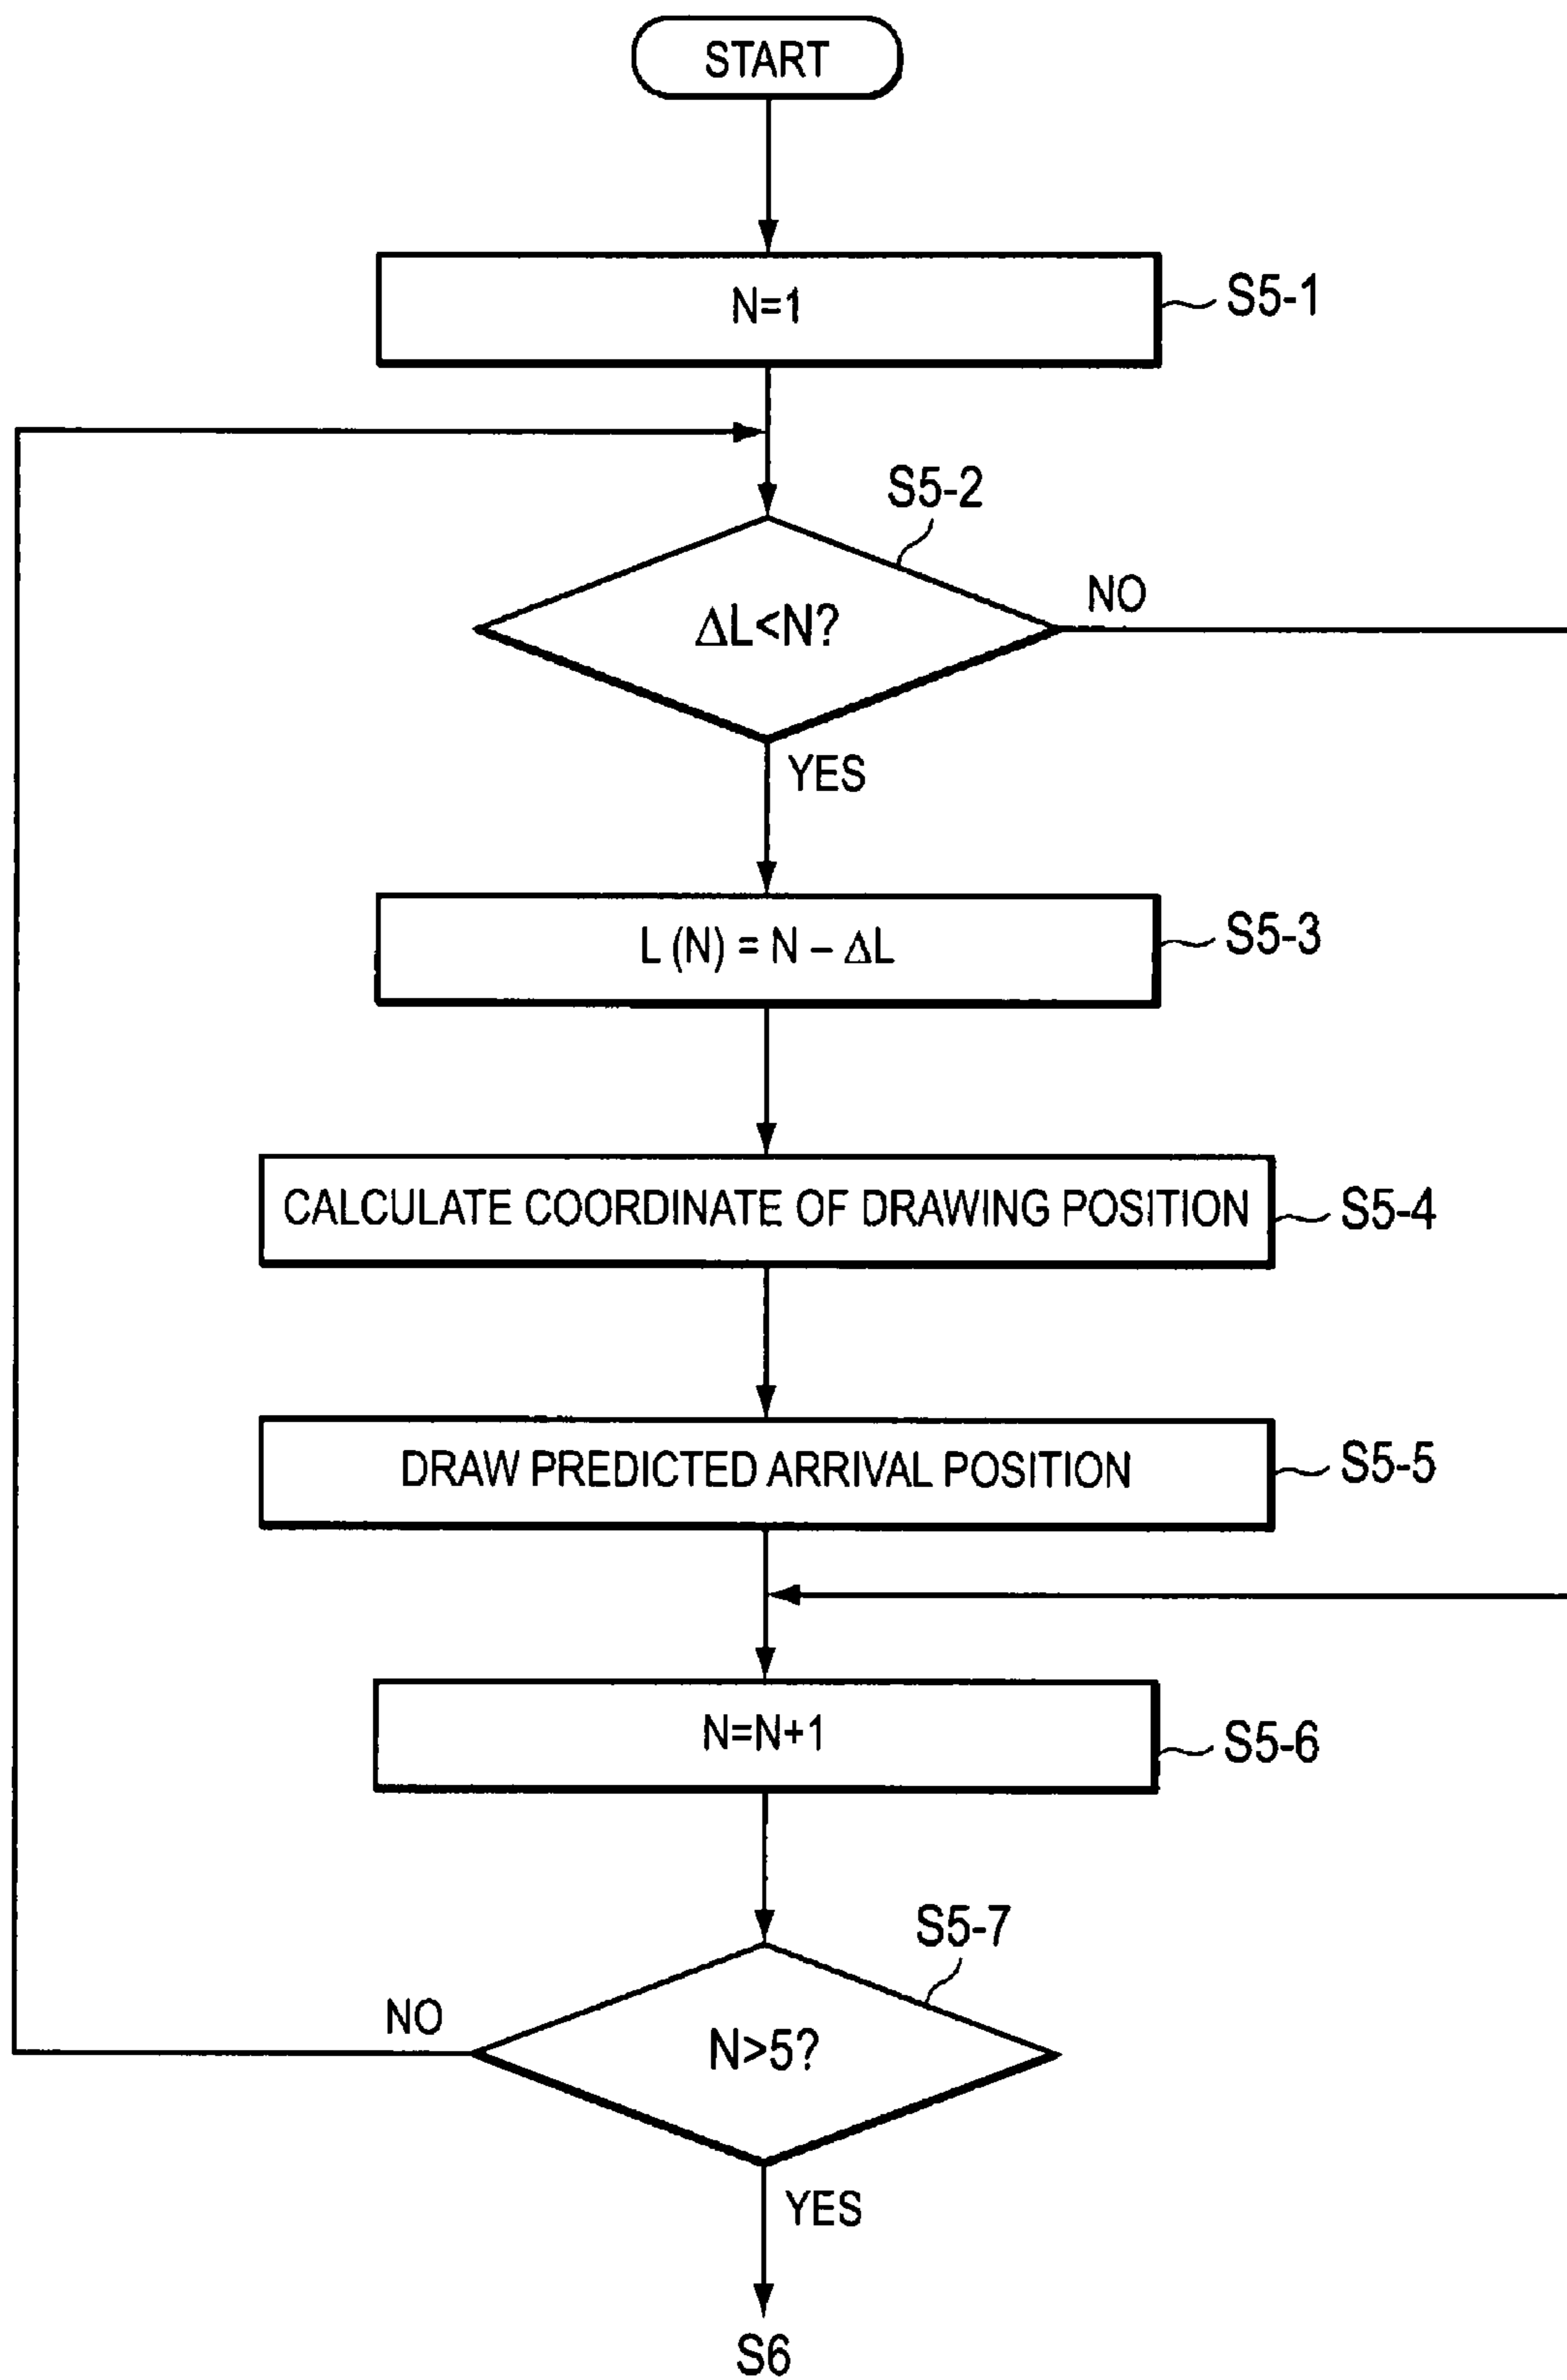 START
N=1
S5-1
S5-2
ΔL<N?
NO
YES
L (N) = N – ΔL
S5-3
CALCULATE COORDINATE OF DRAWING POSITION
S5-4
DRAW PREDICTED ARRIVAL POSITION
S5-5
N=N+1
S5-6
S5-7
NO
N>5?
YES
S6